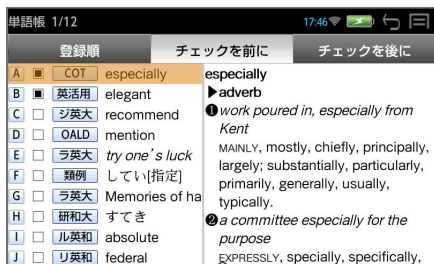 単語帳 1/12
17:46
登録順 チェックを前に チェックを後に
A COT especially
B 英活用 elegant
C ジ英大 recommend
D OALD mention
E ラ英大 try one's luck
F 類例 してい[指定]
G ラ英大 Memories of ha
H 研和大 すてき
I ル英和 absolute
J リ英和 federal
especially
▶adverb
❶work poured in, especially from
Kent
MAINLY, mostly, chiefly, principally,
largely; substantially, particularly,
primarily, generally, usually,
typically.
❷a committee especially for the
purpose
EXPRESSLY, specially, specifically,